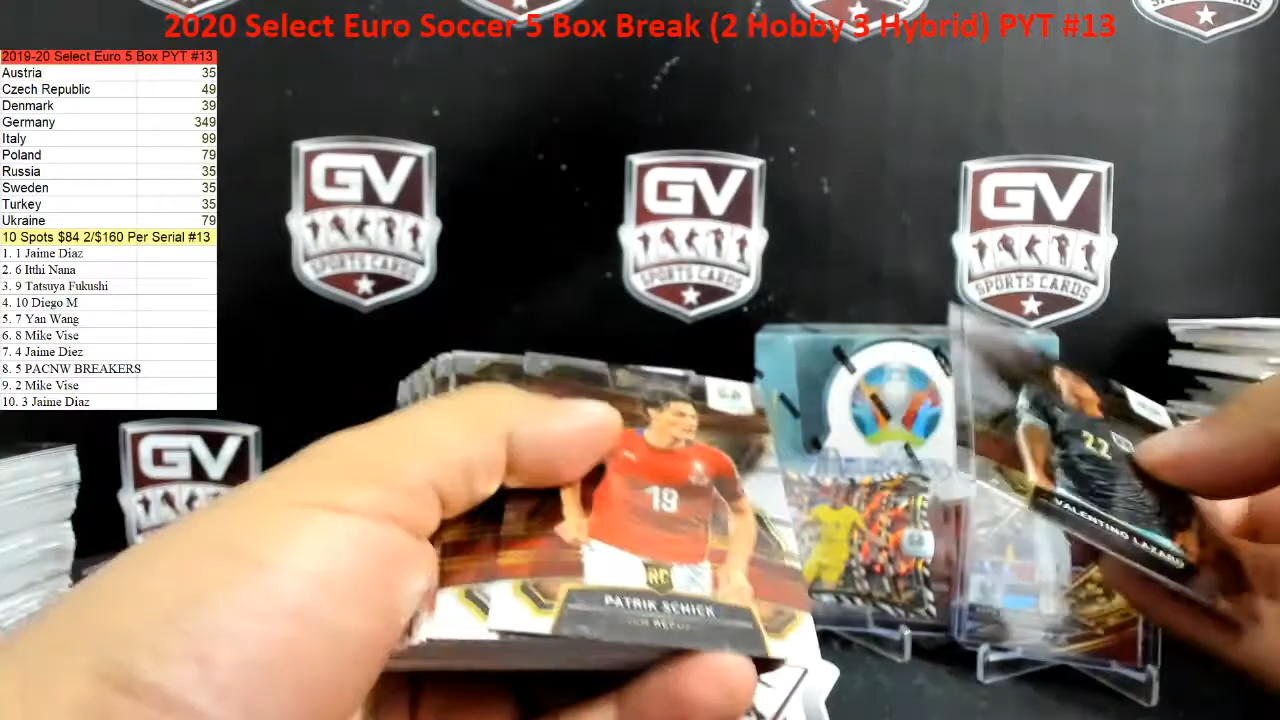 2020 Select Euro Soccer 5 Box Break (2 Hobby 3 Hybrid) PYT #13
2019-20 Select Euro 5 Box PYT #13
Austria 35
Czech Republic 49
Denmark 39
Germany 349
Italy 99
Poland 79
Russia 35
Sweden 35
Turkey 35
Ukraine 79
10 Spots $84 2/$160 Per Serial #13
1. 1 Jaime Diaz
2. 6 Itthi Nana
3. 9 Tatsuya Fukushi
4. 10 Diego M
5. 7 Yan Wang
6. 8 Mike Vise
7. 4 Jaime Diez
8. 5 PACNW BREAKERS
9. 2 Mike Vise
10. 3 Jaime Diaz
GV
SPORTS CARDS
GV
SPORTS CARDS
GV
SPORTS CARDS
GV
19
RC
PATRIK SCHICK
22
VALENTINO LAZARO